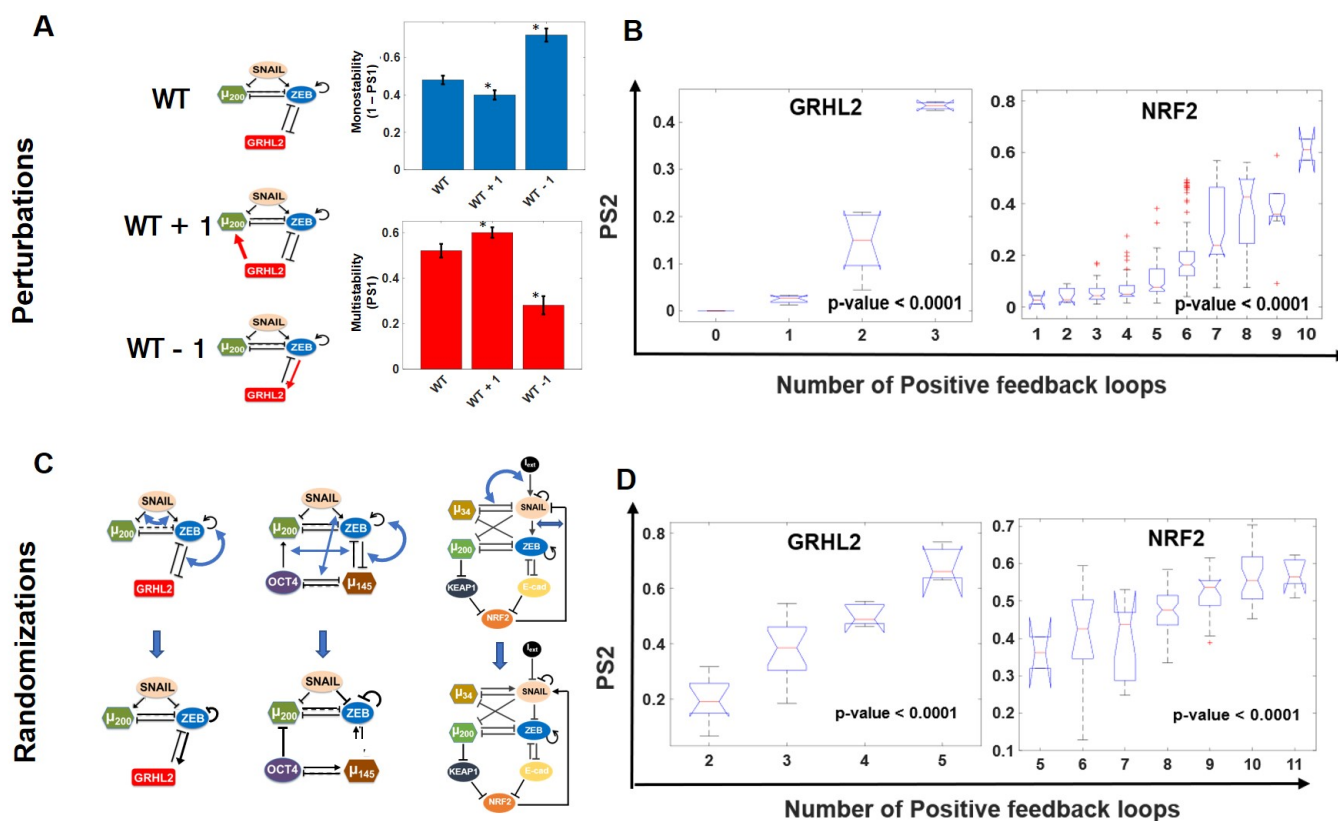 A
Perturbations
WT
SNAIL
μ200
ZEB
GRHL2
WT + 1
SNAIL
μ200
ZEB
GRHL2
WT - 1
SNAIL
μ200
ZEB
GRHL2
Monostability
(1 – PS1)
0.6
0.4
0.2
0
*
*
WT
WT + 1
WT - 1
Multistability
(PS1)
0.6
0.4
0.2
0
*
*
WT
WT + 1
WT -1
B
PS2
GRHL2
0.4
0.3
0.2
0.1
0
p-value < 0.0001
0 1 2 3
NRF2
0.6
0.4
0.2
0
p-value < 0.0001
1 2 3 4 5 6 7 8 9 10
Number of Positive feedback loops
C
Randomizations
SNAIL
μ200
ZEB
GRHL2
SNAIL
μ200
ZEB
GRHL2
SNAIL
μ200
ZEB
OCT4
μ145
SNAIL
μ200
ZEB
OCT4
μ145
Iext
μ34
SNAIL
μ200
ZEB
KEAP1
E-cad
NRF2
Iext
μ34
SNAIL
μ200
ZEB
KEAP1
E-cad
NRF2
D
PS2
GRHL2
0.8
0.6
0.4
0.2
p-value < 0.0001
2 3 4 5
NRF2
0.7
0.6
0.5
0.4
0.3
0.2
0.1
p-value < 0.0001
5 6 7 8 9 10 11
Number of Positive feedback loops